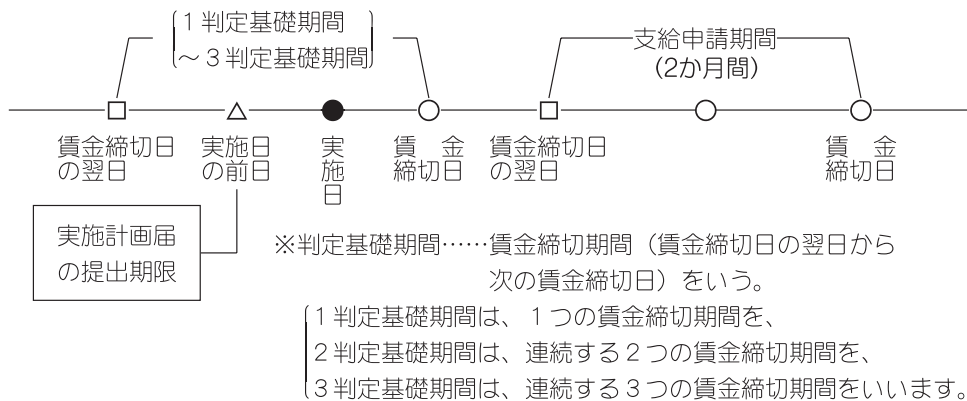 1判定基礎期間
～3判定基礎期間
支給申請期間
（2か月間）
賃金締切日
の翌日
実施日
の前日
実施日
賃金
締切日
賃金締切日
の翌日
賃金
締切日
実施計画届
の提出期限
※判定基礎期間……賃金締切期間（賃金締切日の翌日から
次の賃金締切日）をいう。
1判定基礎期間は、1つの賃金締切期間を、
2判定基礎期間は、連続する2つの賃金締切期間を、
3判定基礎期間は、連続する3つの賃金締切期間をいいます。